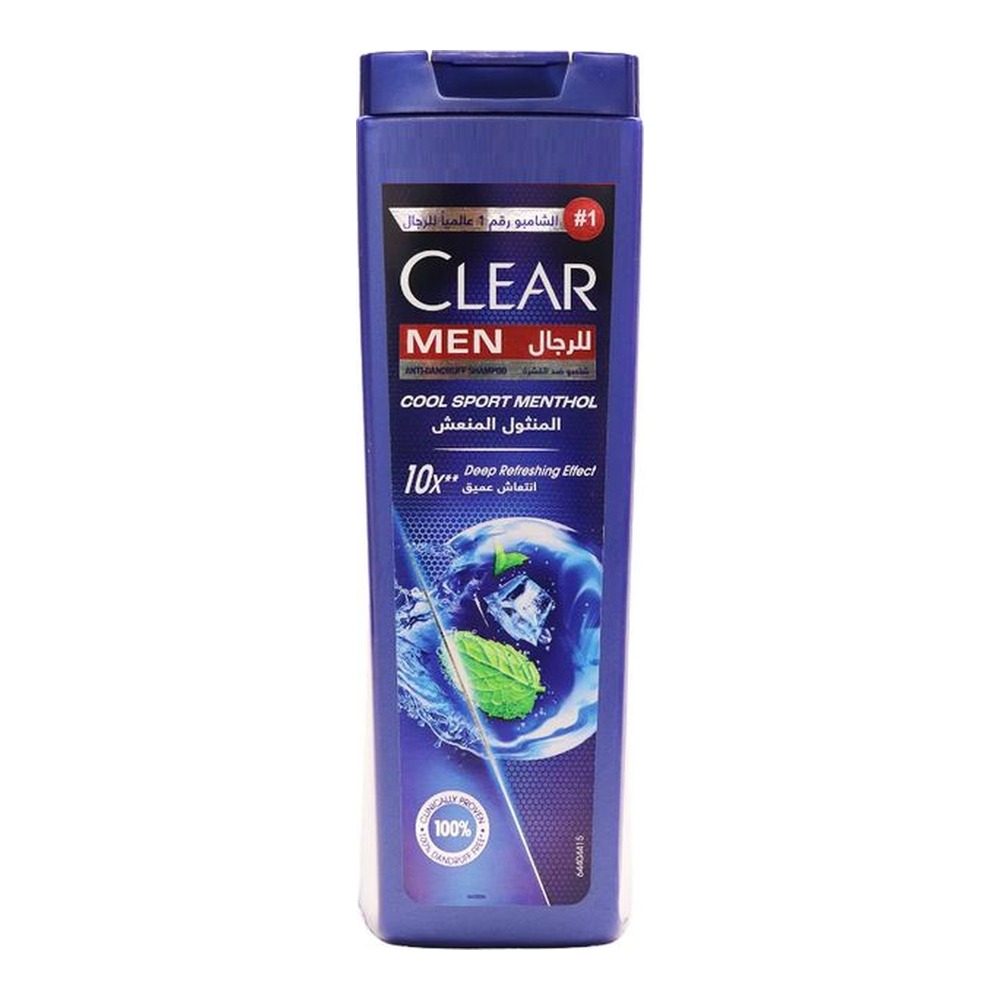 الشامبو رقم 1 عالمياً للرجال #1
CLEAR
MEN للرجال
ANTI-DANDRUFF SHAMPOO شامبو ضد القشرة
COOL SPORT MENTHOL
المنثول المنعش
10x** Deep Refreshing Effect
انتعاش عميق
CLINICALLY PROVEN
100%
100% DANDRUFF FREE*
64404415